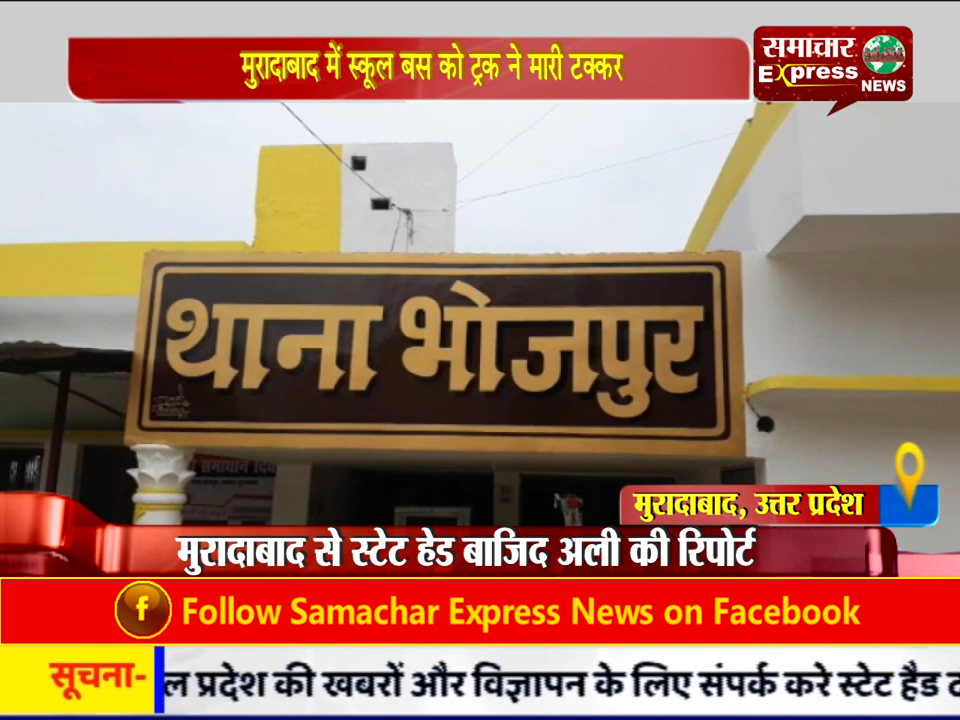 मुरादाबाद में स्कूल बस को ट्रक ने मारी टक्कर
समाचार
Express
NEWS
थाना भोजपुर
समाधान दिव
मुरादाबाद, उत्तर प्रदेश
मुरादाबाद से स्टेट हेड बाजिद अली की रिपोर्ट
f Follow Samachar Express News on Facebook
सूचना- ल प्रदेश की खबरों और विज्ञापन के लिए संपर्क करे स्टेट हैड